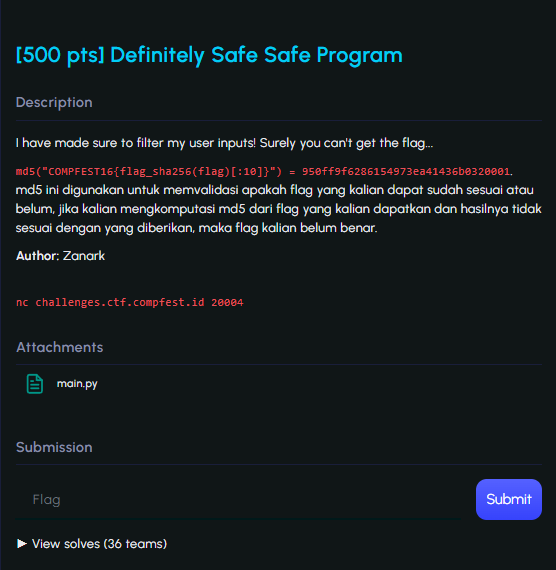 [500 pts] Definitely Safe Safe Program
Description
I have made sure to filter my user inputs! Surely you can't get the flag...
md5("COMPFEST16{flag_sha256(flag)[:10]}") = 950ff9f6286154973ea41436b0320001.
md5 ini digunakan untuk memvalidasi apakah flag yang kalian dapat sudah sesuai atau
belum, jika kalian mengkomputasi md5 dari flag yang kalian dapatkan dan hasilnya tidak
sesuai dengan yang diberikan, maka flag kalian belum benar.
Author: Zanark
nc challenges.ctf.compfest.id 20004
Attachments
main.py
Submission
Flag
Submit
▶ View solves (36 teams)